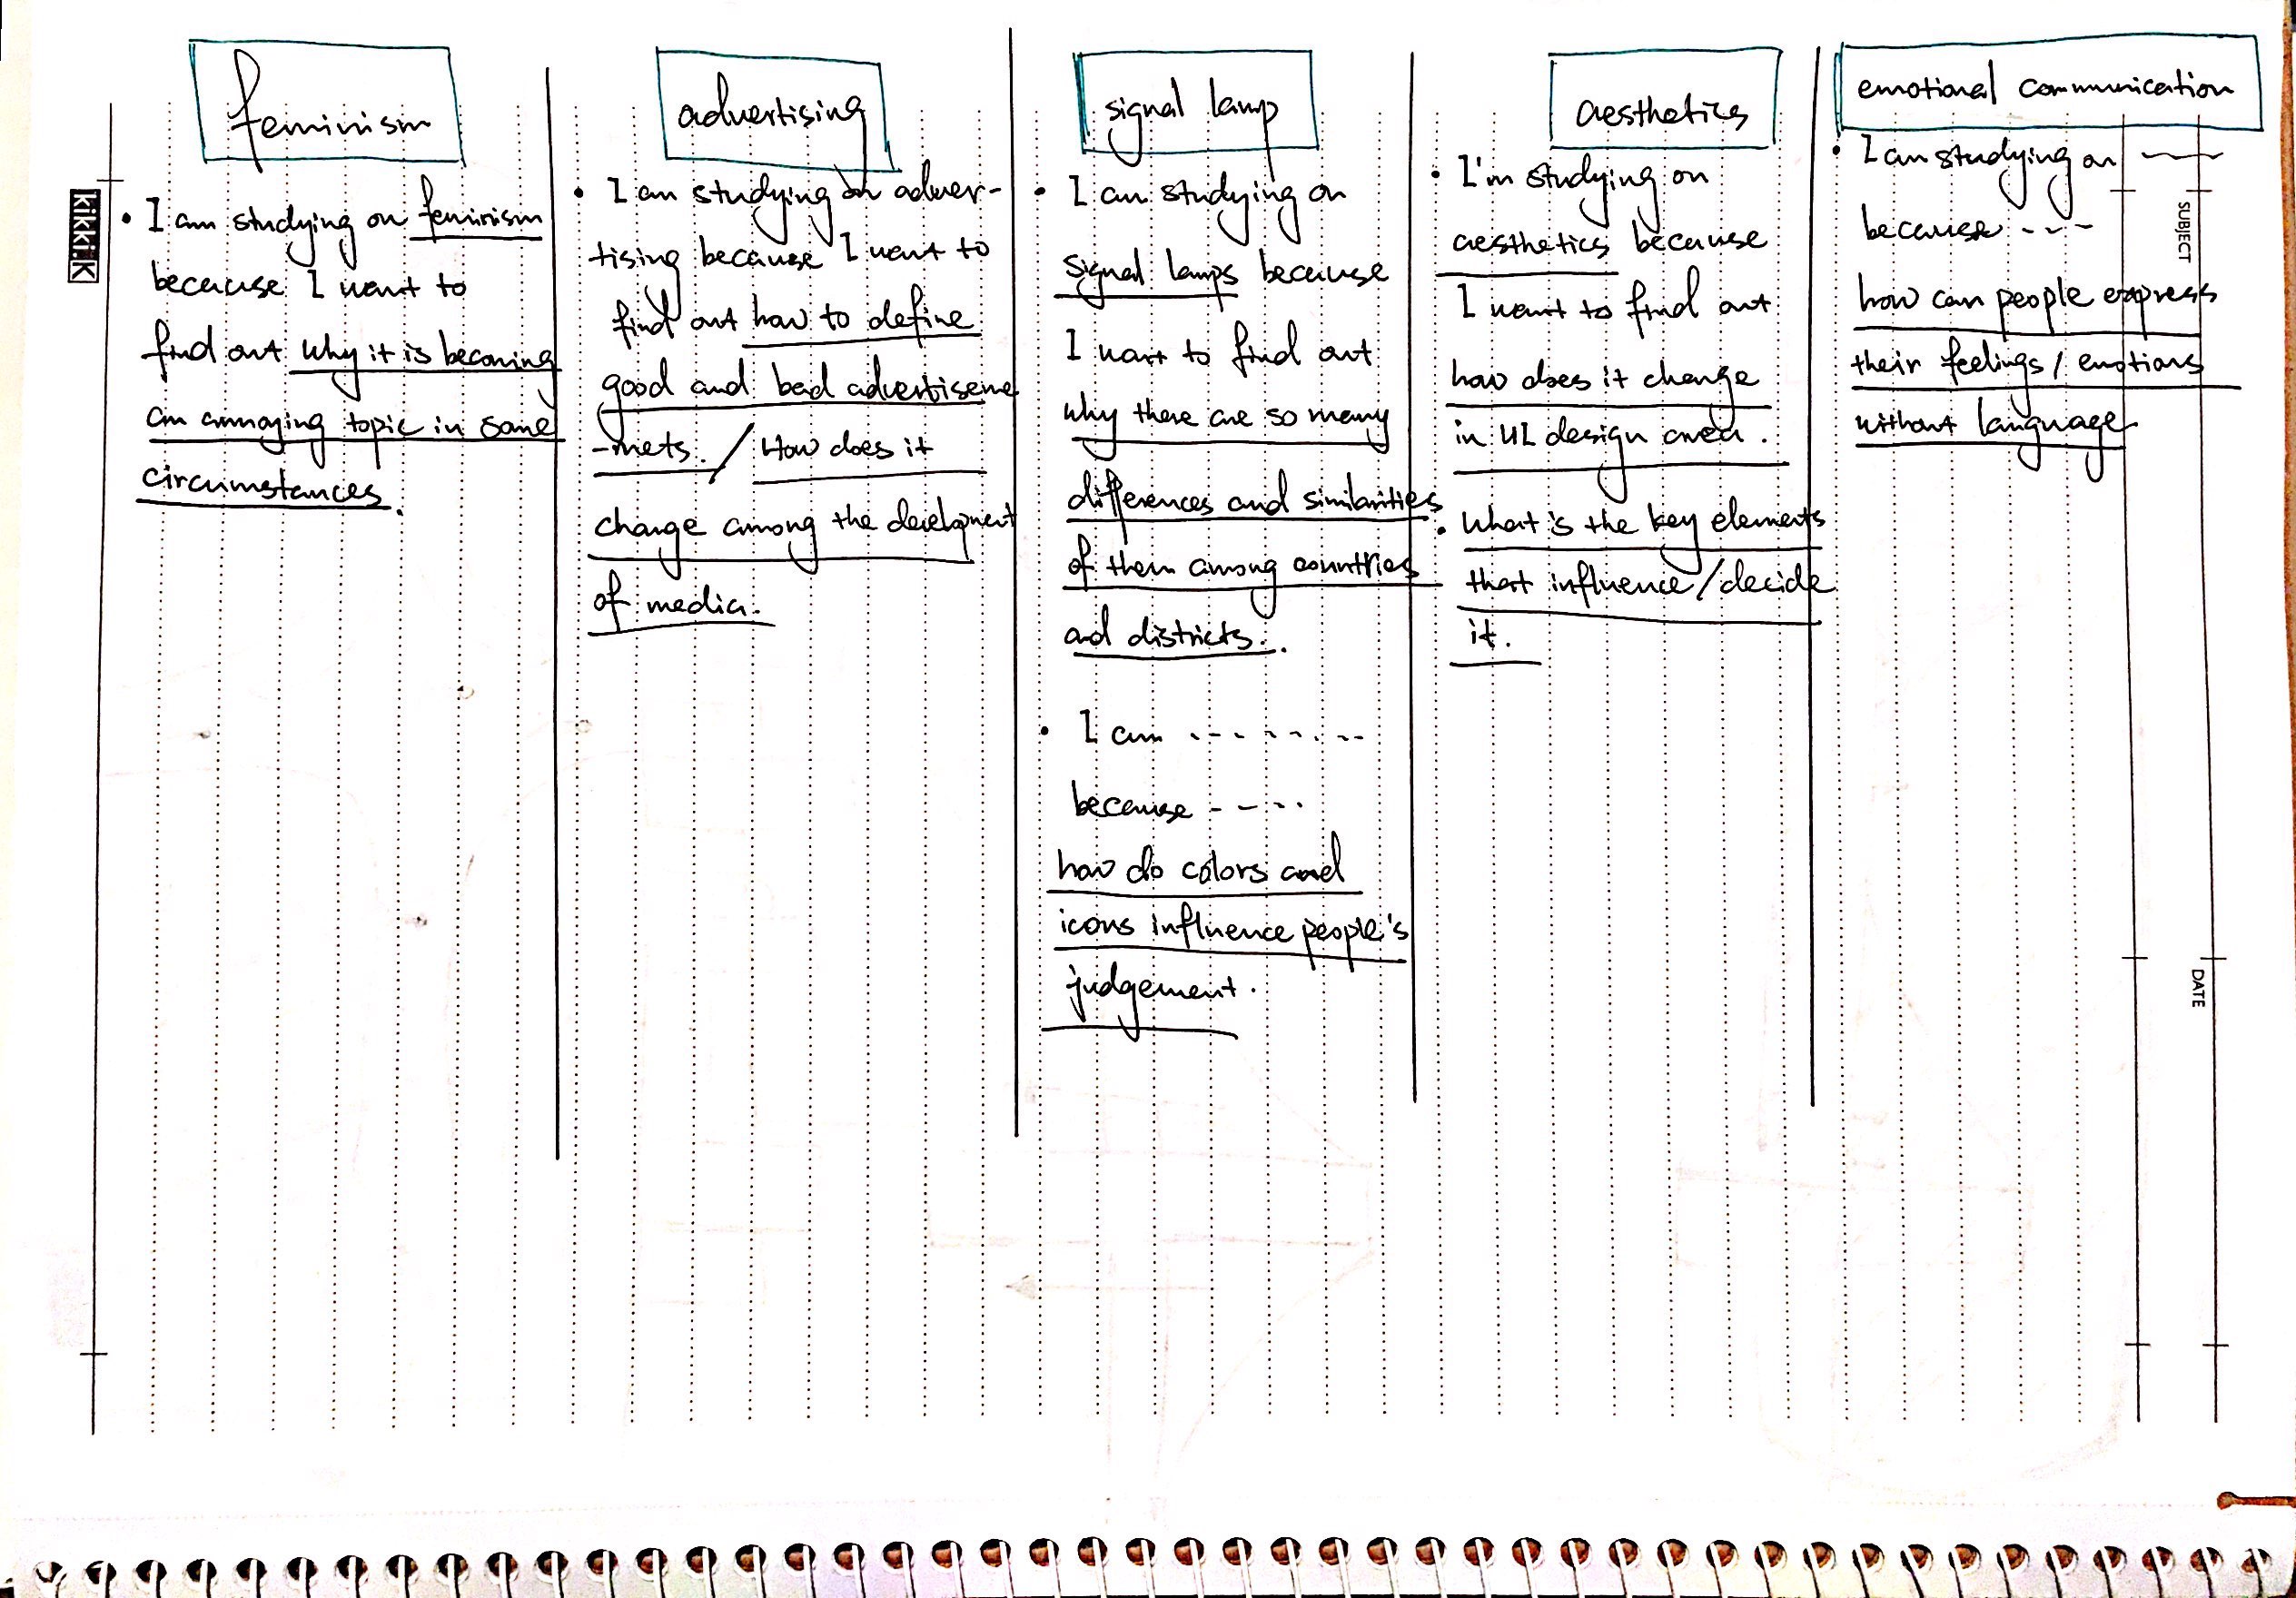 feminism
• I am studying on feminism
because I want to
find out why it is becoming
an annoying topic in some
circumstances.
advertising
• I am studying on adver-
tising because I want to
find out how to define
good and bad advertiseme
-mets. / How does it
change among the development
of media.
signal lamp
• I am studying on
signal lamps because
I want to find out
why there are so many
differences and similarities
of them among countries
and districts.
• I am - - - - - - - -
because - - - - -
how do colors and
icons influence people's
judgement.
aesthetics
• I'm studying on
aesthetics because
I want to find out
how does it change
in UI design area.
• what's the key elements
that influence/decide
it.
emotional communication
• I am studying on —
because - - -
how can people express
their feelings / emotions
without language
kikki.K
SUBJECT
DATE